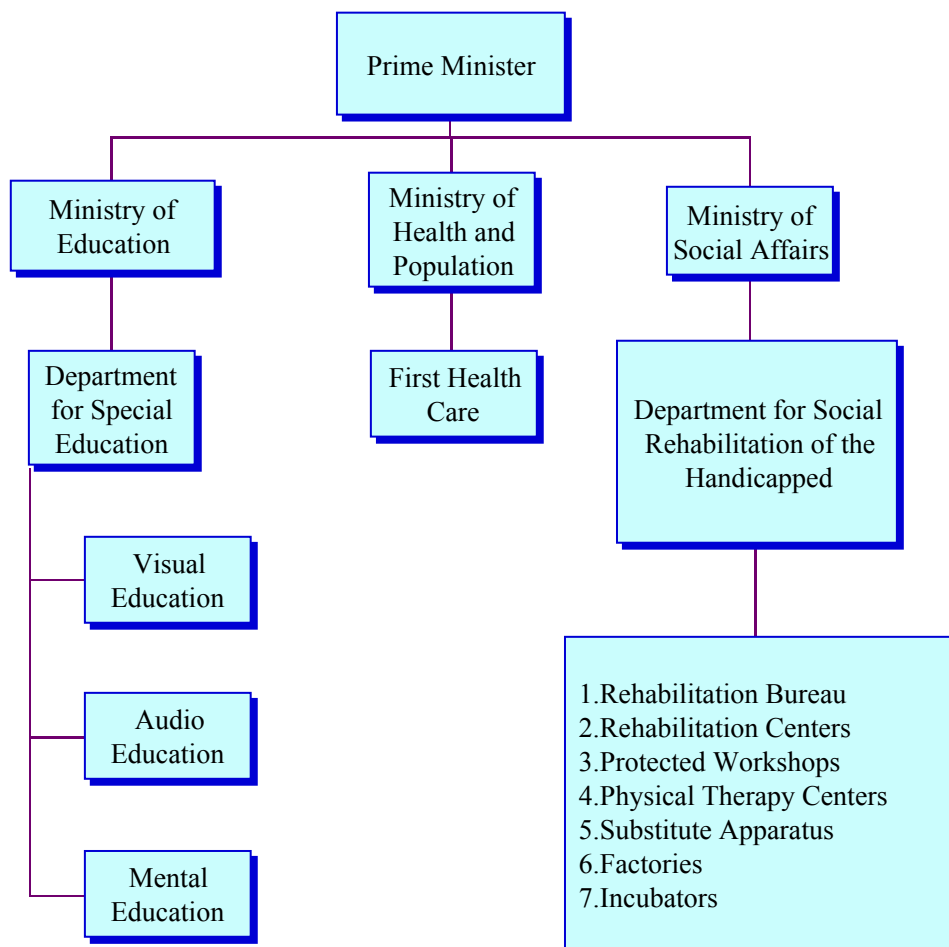 Prime Minister
Ministry of
Education
Ministry of
Health and
Population
Ministry of
Social Affairs
Department
for Special
Education
First Health
Care
Department for Social
Rehabilitation of the
Handicapped
Visual
Education
Audio
Education
Mental
Education
1.Rehabilitation Bureau
2.Rehabilitation Centers
3.Protected Workshops
4.Physical Therapy Centers
5.Substitute Apparatus
6.Factories
7.Incubators